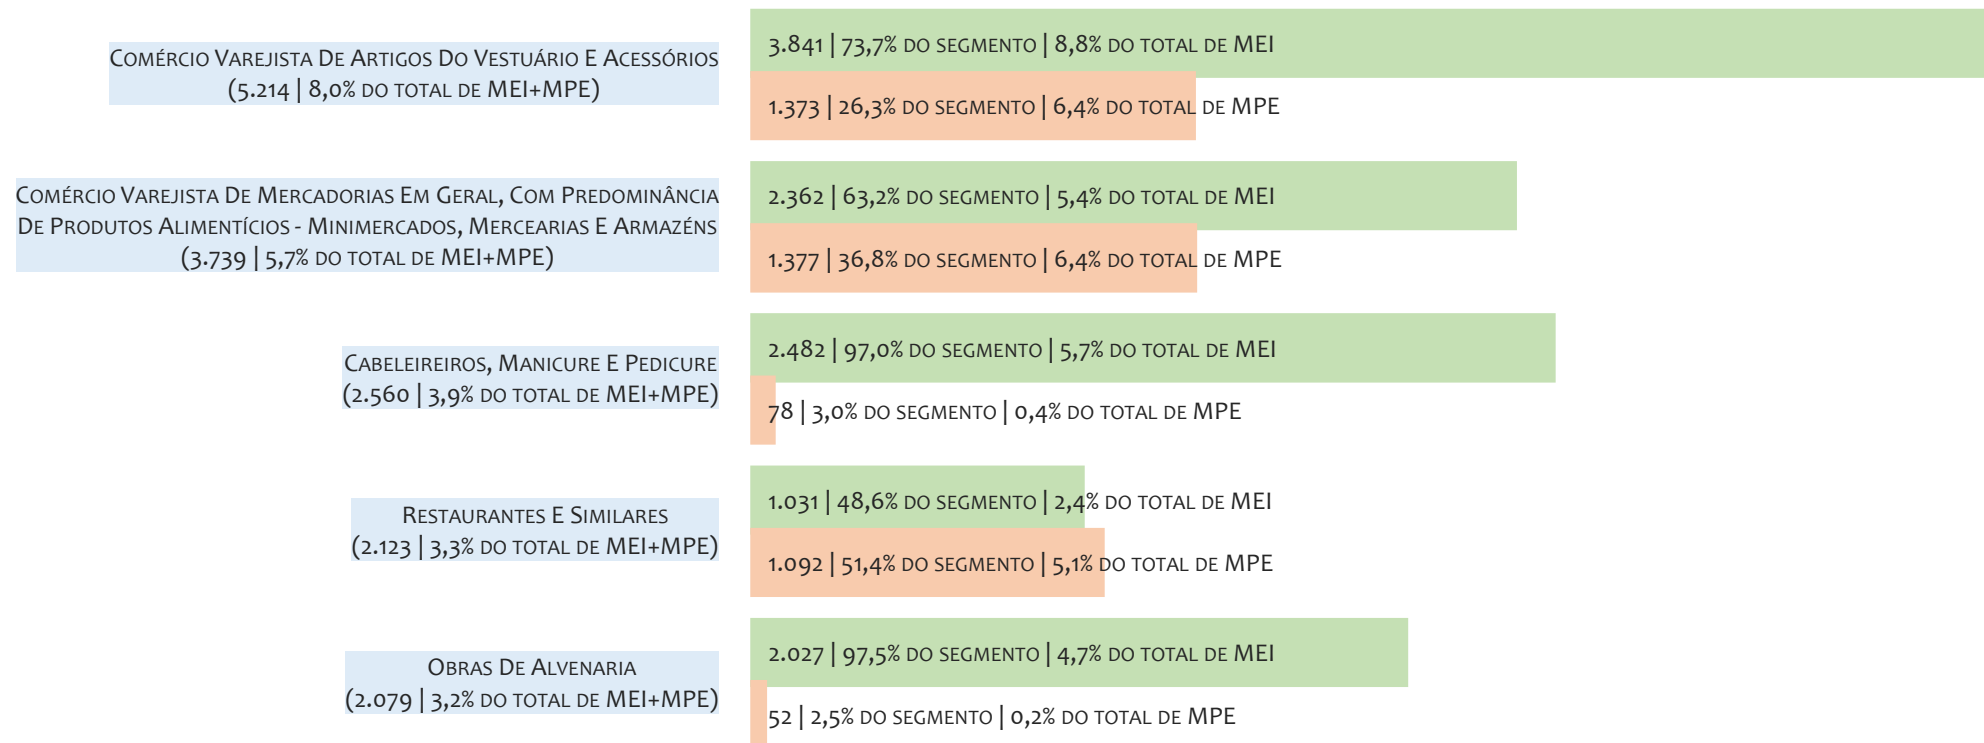 Comércio Varejista De Artigos Do Vestuário E Acessórios
(5.214 | 8,0% do total de MEI+MPE)
3.841 | 73,7% do segmento | 8,8% do total de MEI
1.373 | 26,3% do segmento | 6,4% do total de MPE
Comércio Varejista De Mercadorias Em Geral, Com Predominância
De Produtos Alimentícios - Minimercados, Mercearias E Armazéns
(3.739 | 5,7% do total de MEI+MPE)
2.362 | 63,2% do segmento | 5,4% do total de MEI
1.377 | 36,8% do segmento | 6,4% do total de MPE
Cabeleireiros, Manicure E Pedicure
(2.560 | 3,9% do total de MEI+MPE)
2.482 | 97,0% do segmento | 5,7% do total de MEI
78 | 3,0% do segmento | 0,4% do total de MPE
Restaurantes E Similares
(2.123 | 3,3% do total de MEI+MPE)
1.031 | 48,6% do segmento | 2,4% do total de MEI
1.092 | 51,4% do segmento | 5,1% do total de MPE
Obras De Alvenaria
(2.079 | 3,2% do total de MEI+MPE)
2.027 | 97,5% do segmento | 4,7% do total de MEI
52 | 2,5% do segmento | 0,2% do total de MPE